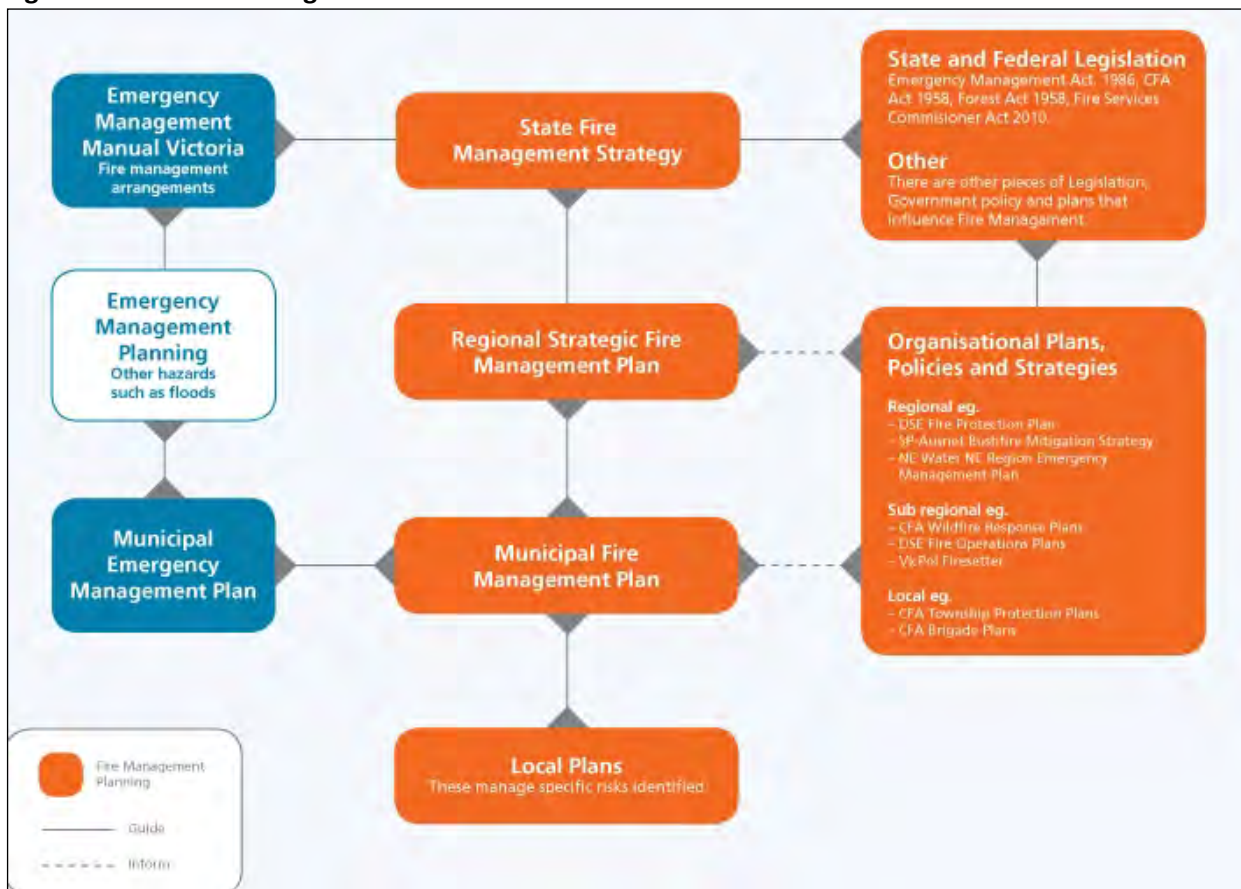 Emergency
Management
Manual Victoria
Fire management
arrangements
State Fire
Management Strategy
State and Federal Legislation
Emergency Management Act. 1986, CFA
Act 1958, Forest Act 1958, Fire Services
Commisioner Act 2010.
Other
There are other pieces of Legislation,
Government policy and plans that
influence Fire Management
Emergency
Management
Planning
Other hazards
such as floods
Regional Strategic Fire
Management Plan
Organisational Plans,
Policies and Strategies
Regional eg.
– DSE Fire Protection Plan
– SP-Ausnet Bushfire Mitigation Strategy
– NE Water NE Region Emergency
Management Plan
Sub regional eg.
– CFA Wildfire Response Plans
– DSE Fire Operations Plans
– VicPol Firesetter
Local eg.
– CFA Township Protection Plans
– CFA Brigade Plans
Municipal
Emergency
Management Plan
Municipal Fire
Management Plan
Local Plans
These manage specific risks identified
Fire Management
Planning
Guide
Inform